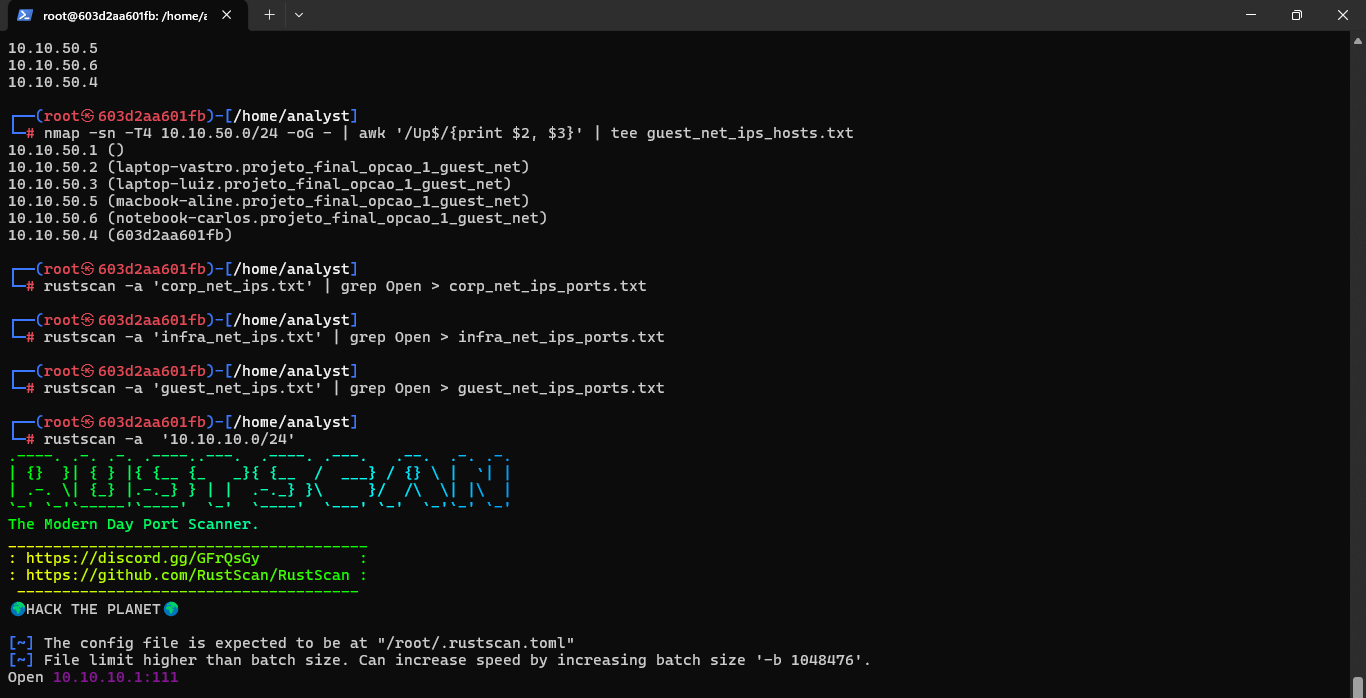 root@603d2aa601fb: /home/a
10.10.50.5
10.10.50.6
10.10.50.4
┌──(root㉿603d2aa601fb)-[/home/analyst]
└─# nmap -sn -T4 10.10.50.0/24 -oG - | awk '/Up$/{print $2, $3}' | tee guest_net_ips_hosts.txt
10.10.50.1 ()
10.10.50.2 (laptop-vastro.projeto_final_opcao_1_guest_net)
10.10.50.3 (laptop-luiz.projeto_final_opcao_1_guest_net)
10.10.50.5 (macbook-aline.projeto_final_opcao_1_guest_net)
10.10.50.6 (notebook-carlos.projeto_final_opcao_1_guest_net)
10.10.50.4 (603d2aa601fb)
┌──(root㉿603d2aa601fb)-[/home/analyst]
└─# rustscan -a 'corp_net_ips.txt' | grep Open > corp_net_ips_ports.txt
┌──(root㉿603d2aa601fb)-[/home/analyst]
└─# rustscan -a 'infra_net_ips.txt' | grep Open > infra_net_ips_ports.txt
┌──(root㉿603d2aa601fb)-[/home/analyst]
└─# rustscan -a 'guest_net_ips.txt' | grep Open > guest_net_ips_ports.txt
┌──(root㉿603d2aa601fb)-[/home/analyst]
└─# rustscan -a  '10.10.10.0/24'
.----. .-. .-. .----..---.  .----. .---.   .--.  .-. .-.
| {}  }| { } |{ {__ {_   _}{ {__  /  ___} / {} \ |  `| |
| .-. \| {_} |.-._} } | |  .-._} }\     }/  /\  \| |\  |
`-' `-'`-----'`----'  `-'  `----'  `---' `-'  `-'`-' `-'
The Modern Day Port Scanner.
________________________________________
: https://discord.gg/GFrQsGy           :
: https://github.com/RustScan/RustScan :
 --------------------------------------
🌍HACK THE PLANET🌍
[~] The config file is expected to be at "/root/.rustscan.toml"
[~] File limit higher than batch size. Can increase speed by increasing batch size '-b 1048476'.
Open 10.10.10.1:111